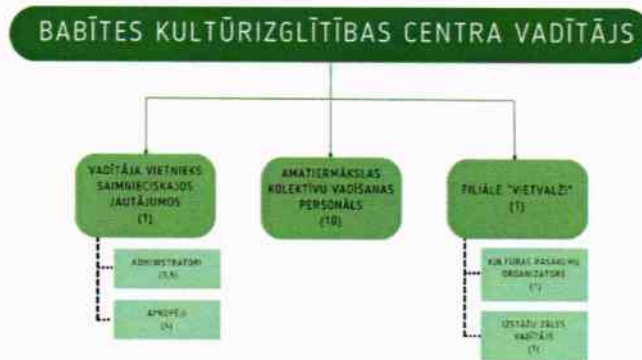 BABĪTES KULTŪRIZGLĪTĪBAS CENTRA VADĪTĀJS
VADĪTĀJA VIETNIEKS
SAIMNIECISKAJOS
JAUTĀJUMOS
(1)
AMATIERMĀKSLAS
KOLEKTĪVU VADĪŠANAS
PERSONĀLS
(10)
FILIĀLE "VIETVALŽI"
(1)
ADMINISTRATORI
KULTŪRAS PASĀKUMU
ORGANIZATORS
(1)
IZSTĀŽU ZĀLES
VADĪTĀJS